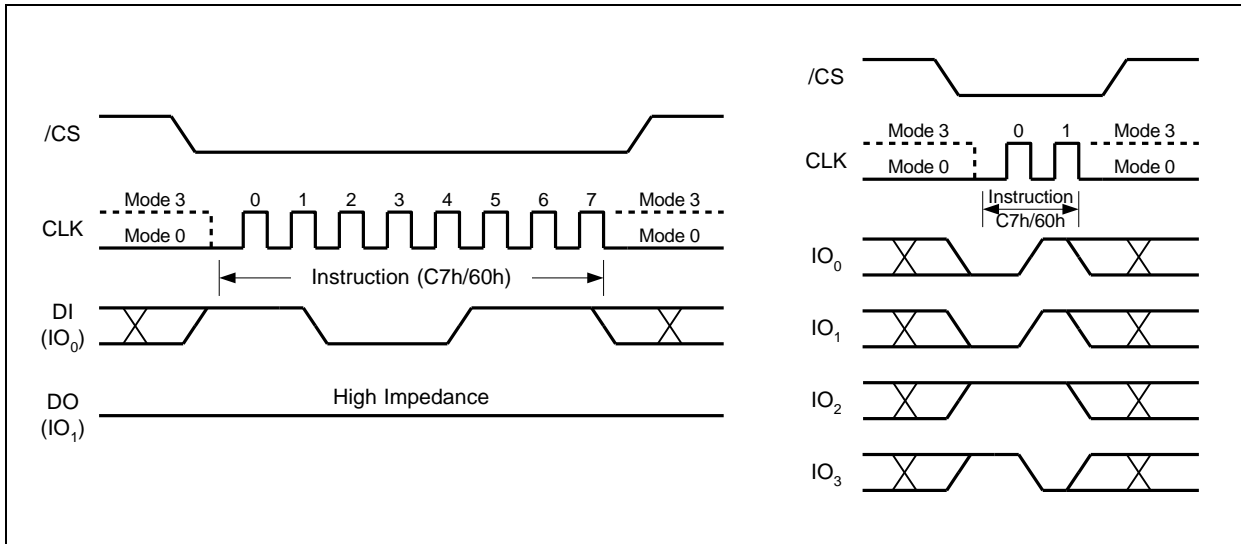 /CS
CLK
Mode 3
Mode 0
0 1 2 3 4 5 6 7
Mode 3
Mode 0
Instruction (C7h/60h)
DI
(IO0)
DO
(IO1)
High Impedance
/CS
CLK
Mode 3
Mode 0
0 1
Mode 3
Mode 0
Instruction
C7h/60h
IO0
IO1
IO2
IO3